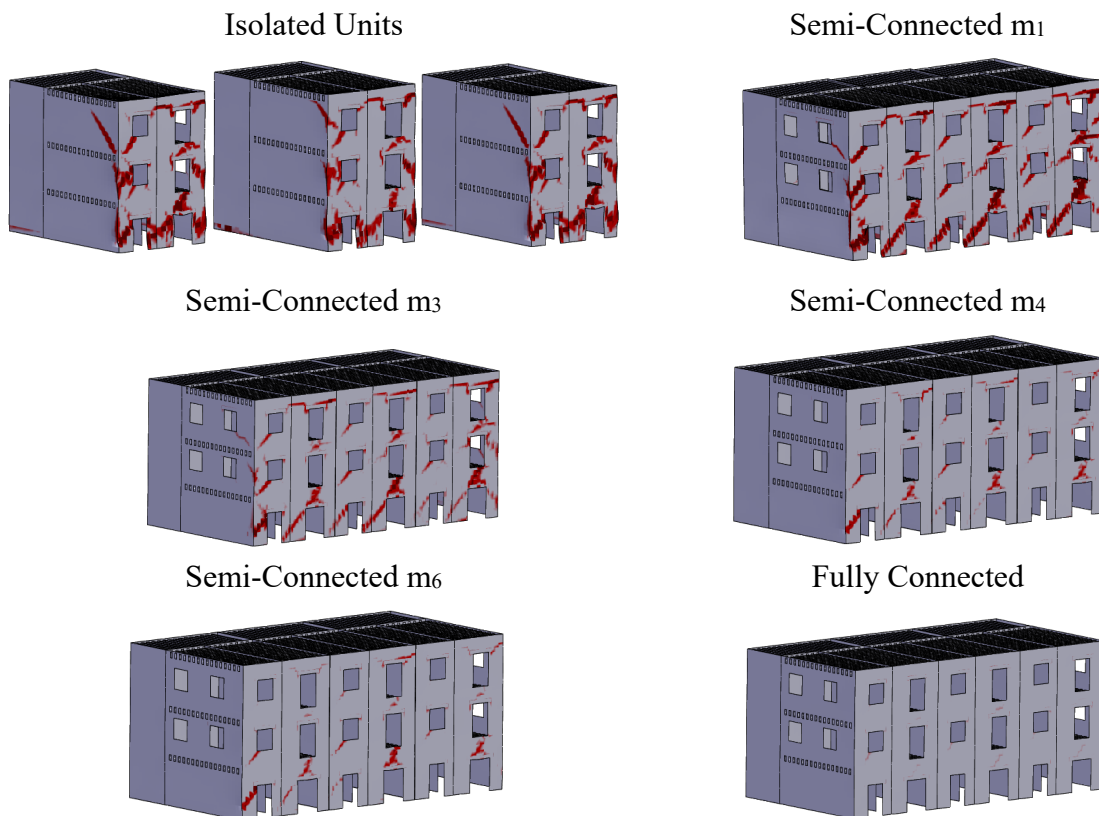 Isolated Units
Semi-Connected m₁
Semi-Connected m₃
Semi-Connected m₄
Semi-Connected m₆
Fully Connected